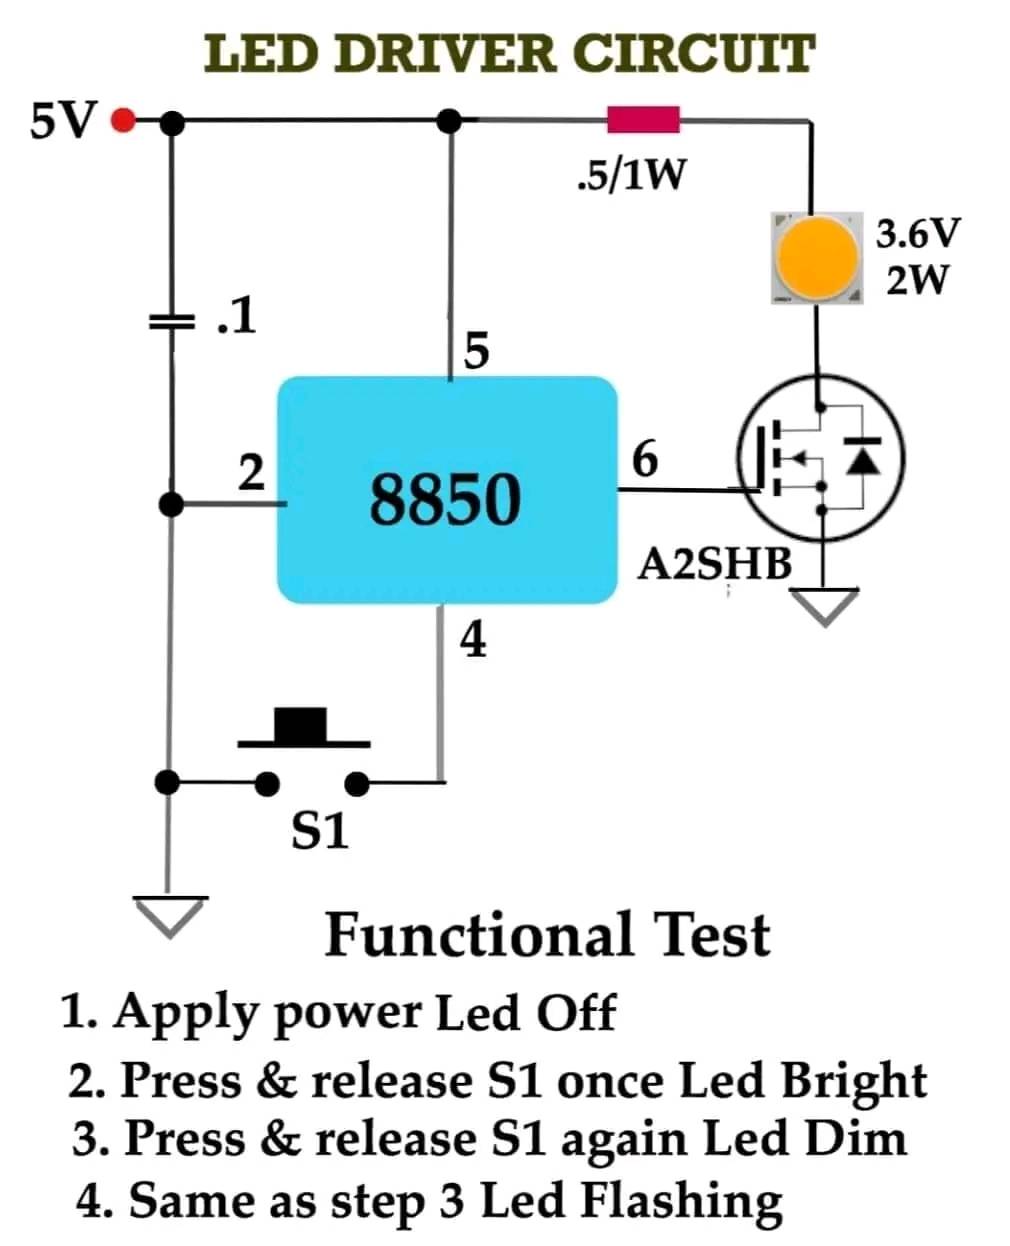 LED DRIVER CIRCUIT
5V
.5/1W
3.6V
2W
.1
5
2
8850
6
A2SHB
4
S1
Functional Test
1. Apply power Led Off
2. Press & release S1 once Led Bright
3. Press & release S1 again Led Dim
4. Same as step 3 Led Flashing